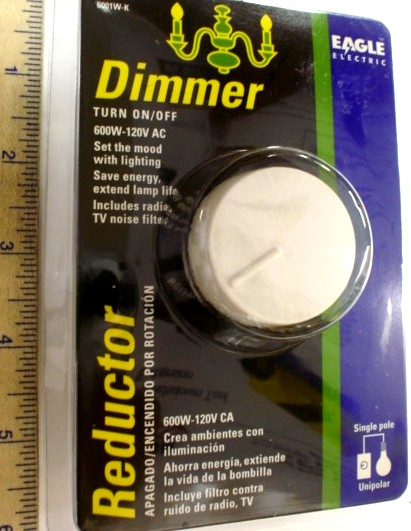 6001W-K
EAGLE
ELECTRIC
Dimmer
TURN ON/OFF
600W-120V AC
Set the mood
with lighting
Save energy,
extend lamp life
Includes radio,
TV noise filter
Reductor
APAGADO/ENCENDIDO POR ROTACIÓN
600W-120V CA
Crea ambientes con
iluminación
Ahorra energía, extiende
la vida de la bombilla
Incluye filtro contra
ruido de radio, TV
Single pole
Unipolar
1
2
3
4
5
6